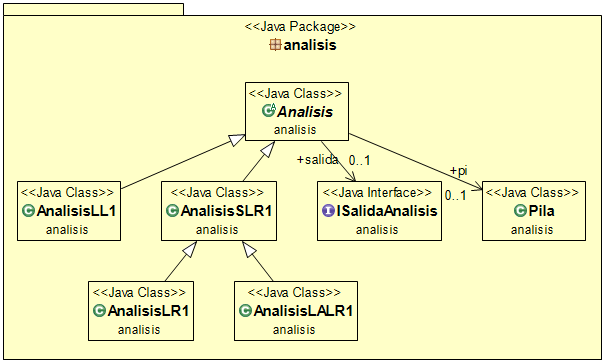 <<Java Package>>
analisis
<<Java Class>>
Analisis
analisis
+salida
0..1
+pi
0..1
<<Java Class>>
AnalisisLL1
analisis
<<Java Class>>
AnalisisSLR1
analisis
<<Java Interface>>
ISalidaAnalisis
analisis
<<Java Class>>
Pila
analisis
<<Java Class>>
AnalisisLR1
analisis
<<Java Class>>
AnalisisLALR1
analisis